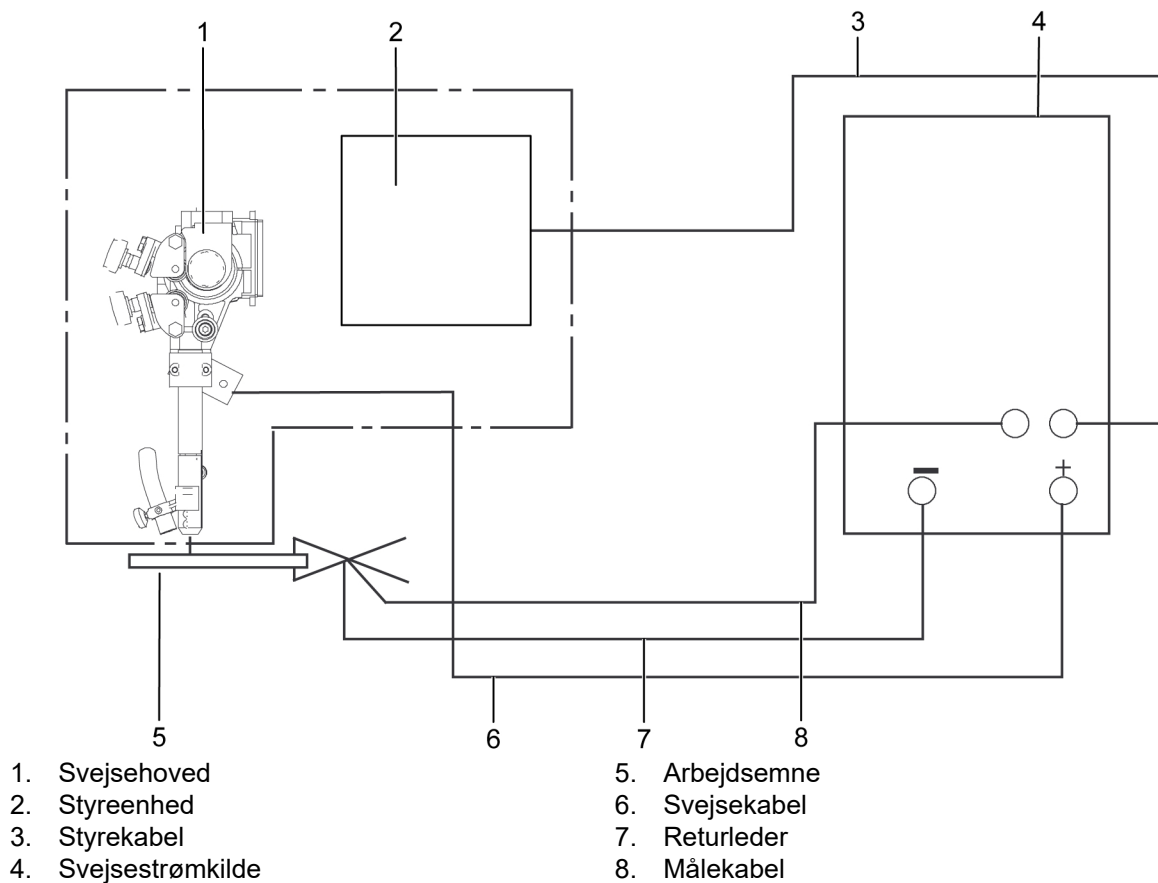 1
2
3
4
+
5
6
7
8
1. Svejsehoved
2. Styreenhed
3. Styrekabel
4. Svejsestrømkilde
5. Arbejdsemne
6. Svejsekabel
7. Returleder
8. Målekabel